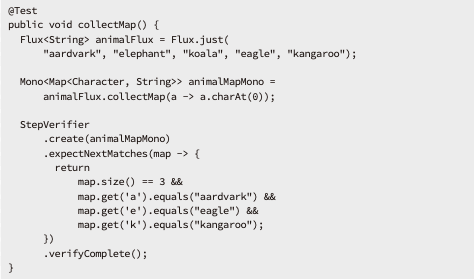 @Test
public void collectMap() {
  Flux<String> animalFlux = Flux.just(
      "aardvark", "elephant", "koala", "eagle", "kangaroo");
  Mono<Map<Character, String>> animalMapMono =
      animalFlux.collectMap(a -> a.charAt(0));
  StepVerifier
      .create(animalMapMono)
      .expectNextMatches(map -> {
        return
            map.size() == 3 &&
            map.get('a').equals("aardvark") &&
            map.get('e').equals("eagle") &&
            map.get('k').equals("kangaroo");
      })
      .verifyComplete();
}